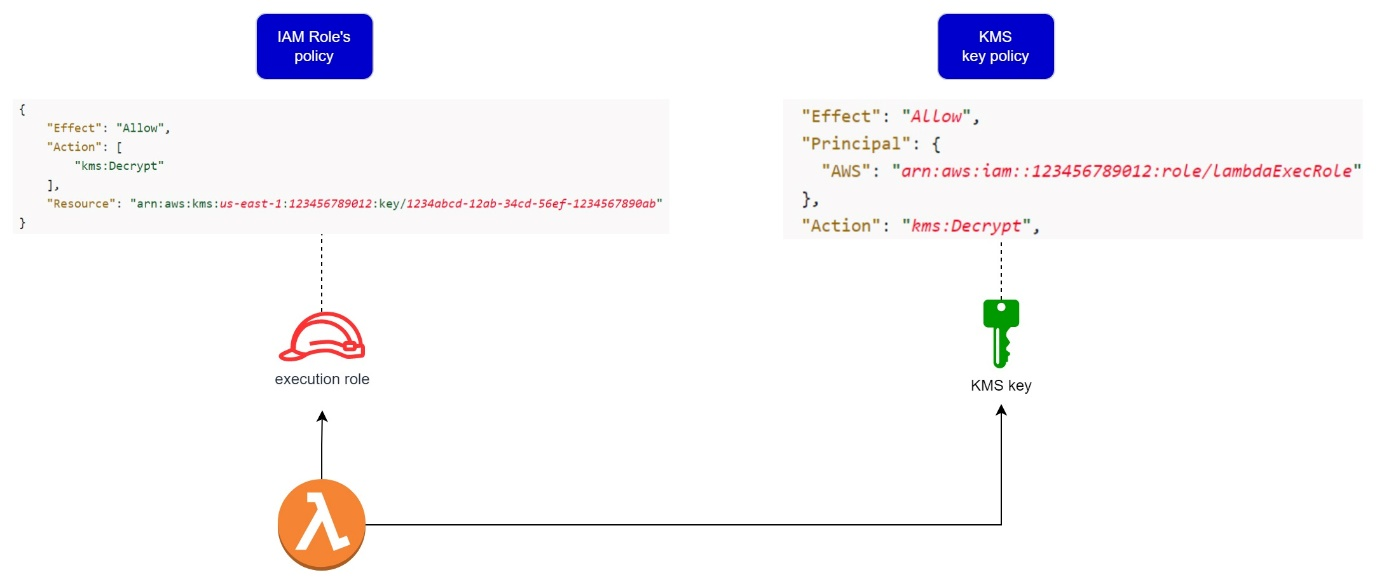 IAM Role's
policy
{
"Effect": "Allow",
"Action": [
"kms:Decrypt"
],
"Resource": "arn:aws:kms:us-east-1:123456789012:key/1234abcd-12ab-34cd-56ef-1234567890ab"
}
execution role
KMS
key policy
"Effect": "Allow",
"Principal": {
"AWS": "arn:aws:iam::123456789012:role/lambdaExecRole"
},
"Action": "kms:Decrypt",
KMS key
λ